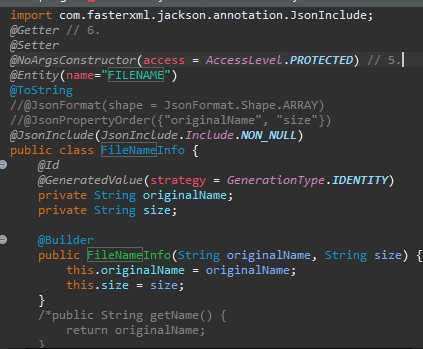 import com.fasterxml.jackson.annotation.JsonInclude;
@Getter // 6.
@Setter
@NoArgsConstructor(access = AccessLevel.PROTECTED) // 5.
@Entity(name="FILENAME")
@ToString
//@JsonFormat(shape = JsonFormat.Shape.ARRAY)
//@JsonPropertyOrder({"originalName", "size"})
@JsonInclude(JsonInclude.Include.NON_NULL)
public class FileNameInfo {
@Id
@GeneratedValue(strategy = GenerationType.IDENTITY)
private String originalName;
private String size;
@Builder
public FileNameInfo(String originalName, String size) {
this.originalName = originalName;
this.size = size;
}
/*public String getName() {
return originalName;
}